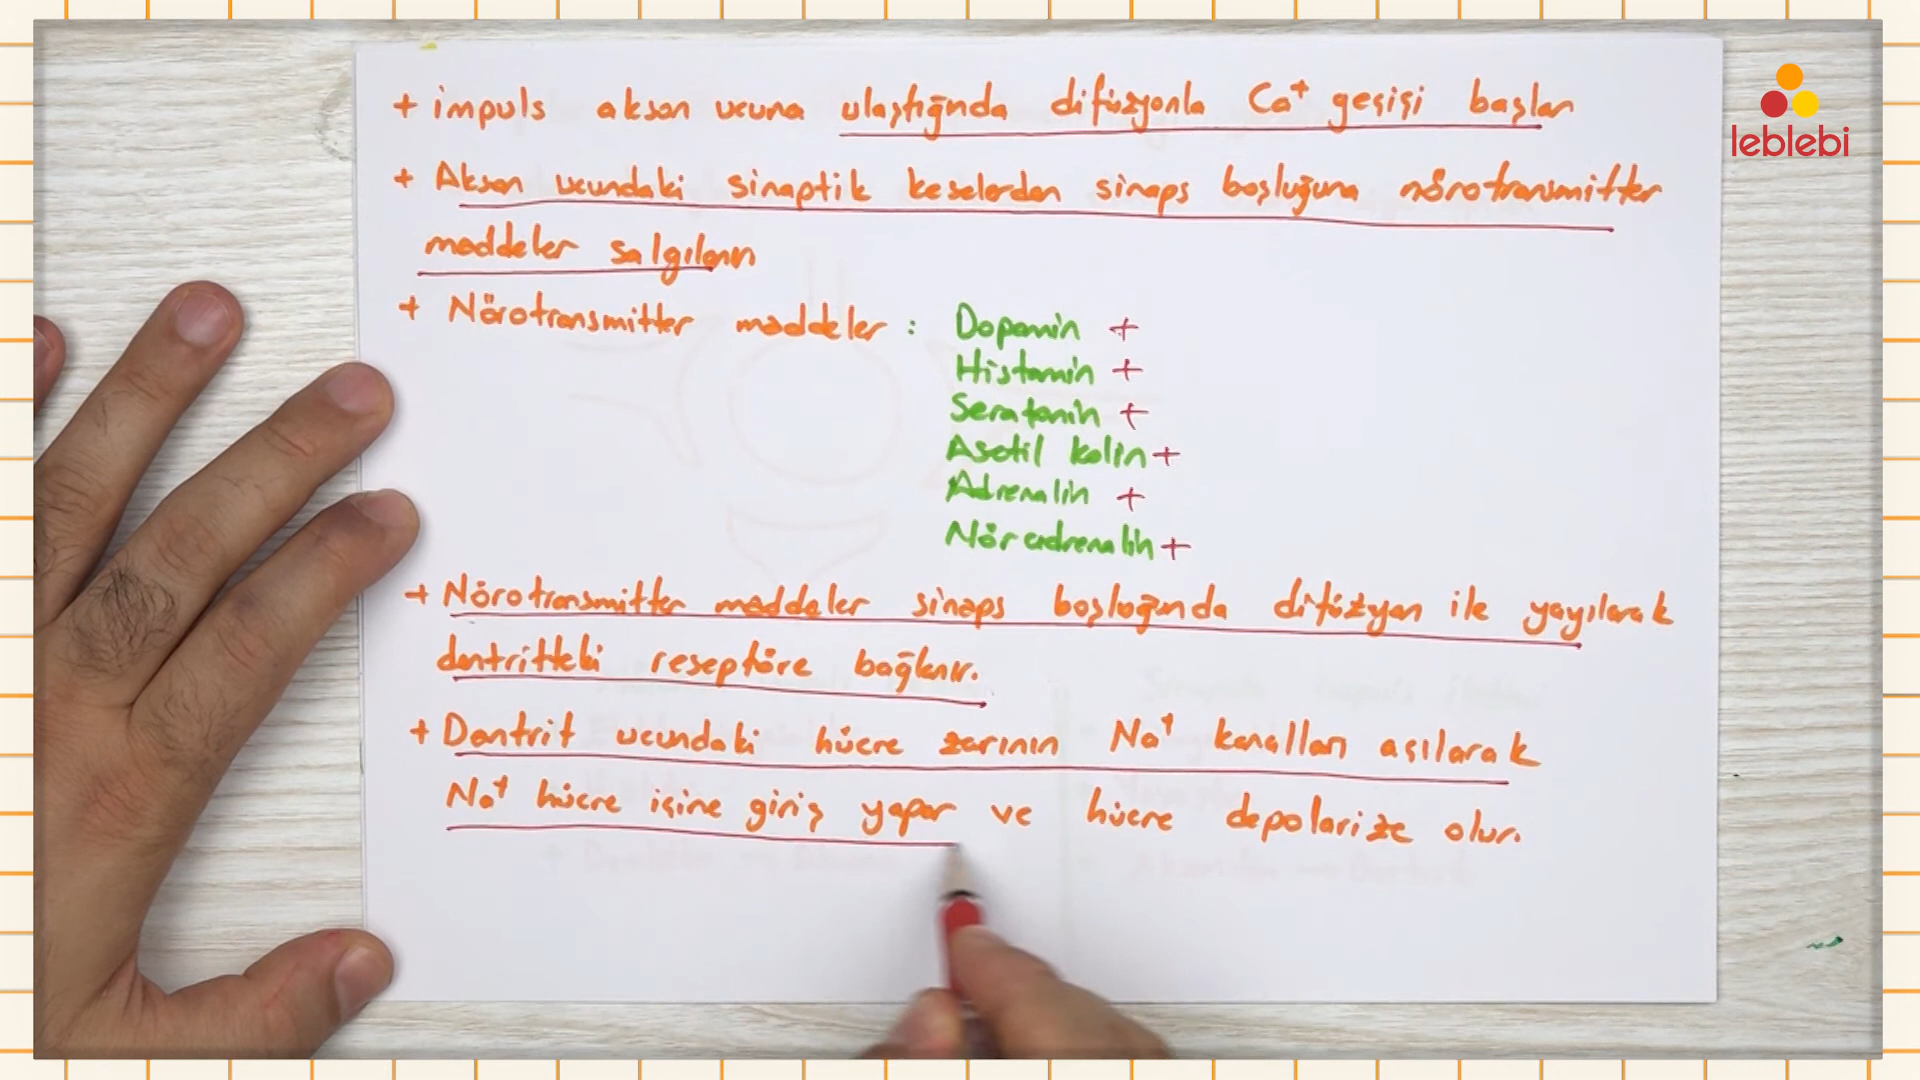 + impuls akson ucuna ulaştığında difüzyonla Ca⁺ geçişi başlar
leblebi
+ Akson ucundaki sinaptik keselerden sinaps boşluğuna nörotransmitter
maddeler salgılanır
+ Nörotransmitter maddeler : Dopamin +
Histamin +
Seratonin +
Asetil kolin +
Adrenalin +
Nöradrenalin +
+ Nörotransmitter maddeler sinaps boşluğunda difüzyon ile yayılarak
dentritteki reseptöre bağlanır.
+ Dentrit ucundaki hücre zarının Na⁺ kanalları açılarak
Na⁺ hücre içine giriş yapar ve hücre depolarize olur.